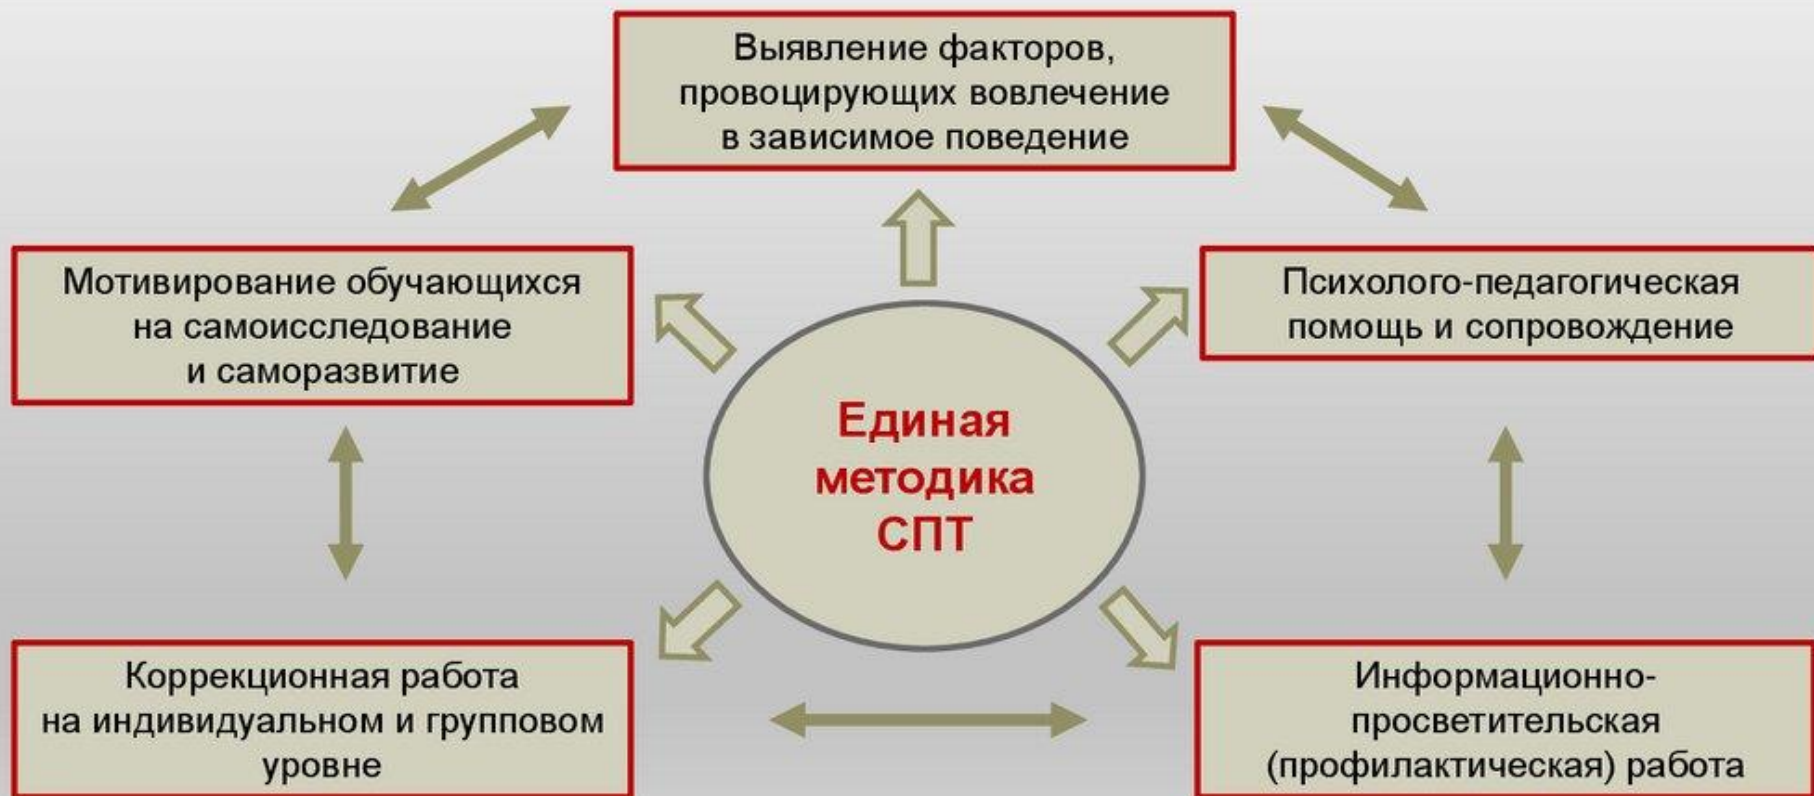 Выявление факторов,
провоцирующих вовлечение
в зависимое поведение
Мотивирование обучающихся
на самоисследование
и саморазвитие
Психолого-педагогическая
помощь и сопровождение
Единая
методика
СПТ
Коррекционная работа
на индивидуальном и групповом
уровне
Информационно-
просветительская
(профилактическая) работа